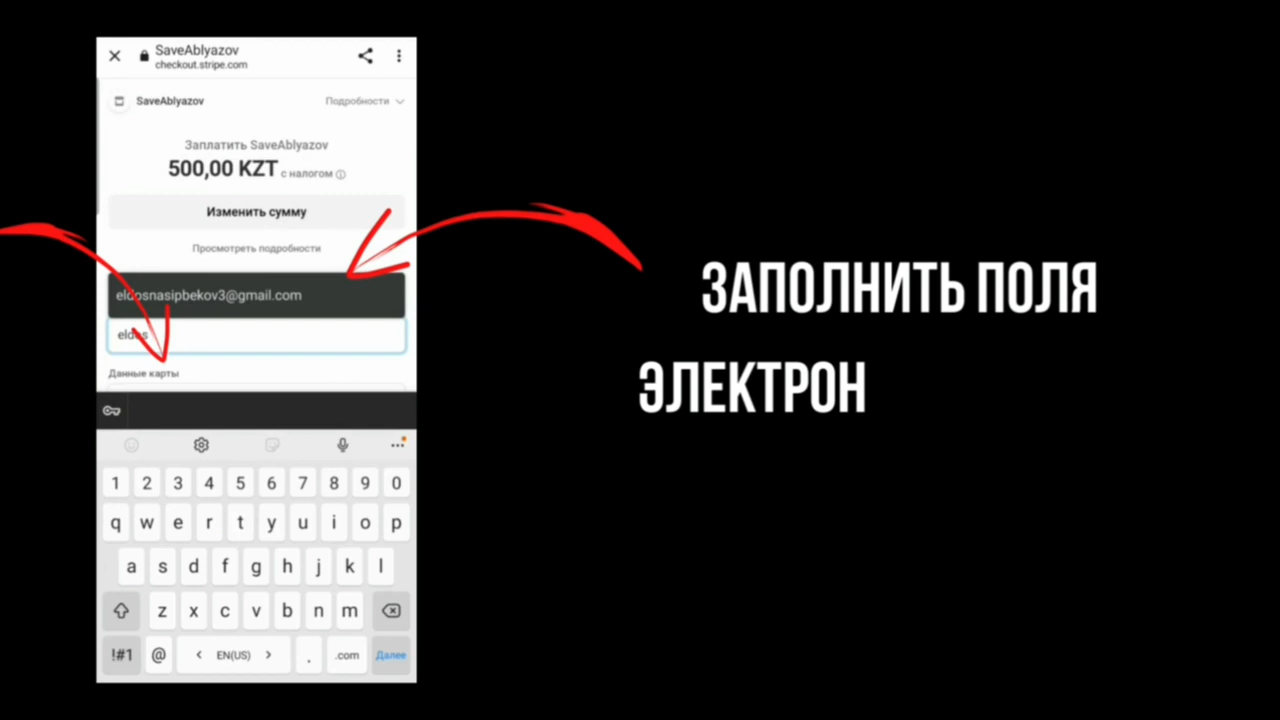 SaveAblyazov
checkout.stripe.com
SaveAblyazov
Подробности
Заплатить SaveAblyazov
500,00 KZT с налогом
Изменить сумму
Просмотреть подробности
eldosnasipbekov3@gmail.com
eldos
Данные карты
1 2 3 4 5 6 7 8 9 0
q w e r t y u i o p
a s d f g h j k l
z x c v b n m
!#1 @ < EN(US) > . .com Далее
ЗАПОЛНИТЬ ПОЛЯ
ЭЛЕКТРОН